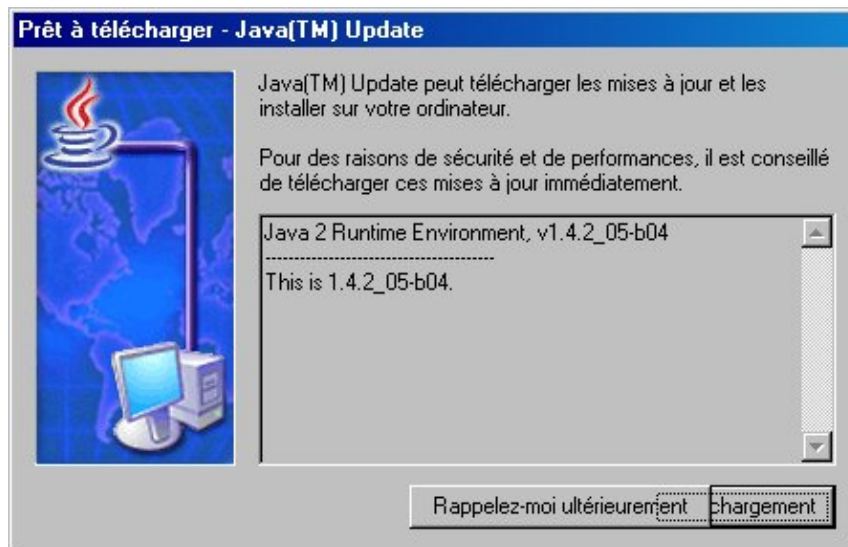 Prêt à télécharger - Java(TM) Update
Java(TM) Update peut télécharger les mises à jour et les
installer sur votre ordinateur.
Pour des raisons de sécurité et de performances, il est conseillé
de télécharger ces mises à jour immédiatement.
Java 2 Runtime Environment, v1.4.2_05-b04
----------------------------------------
This is 1.4.2_05-b04.
Rappelez-moi ultérieurement chargement